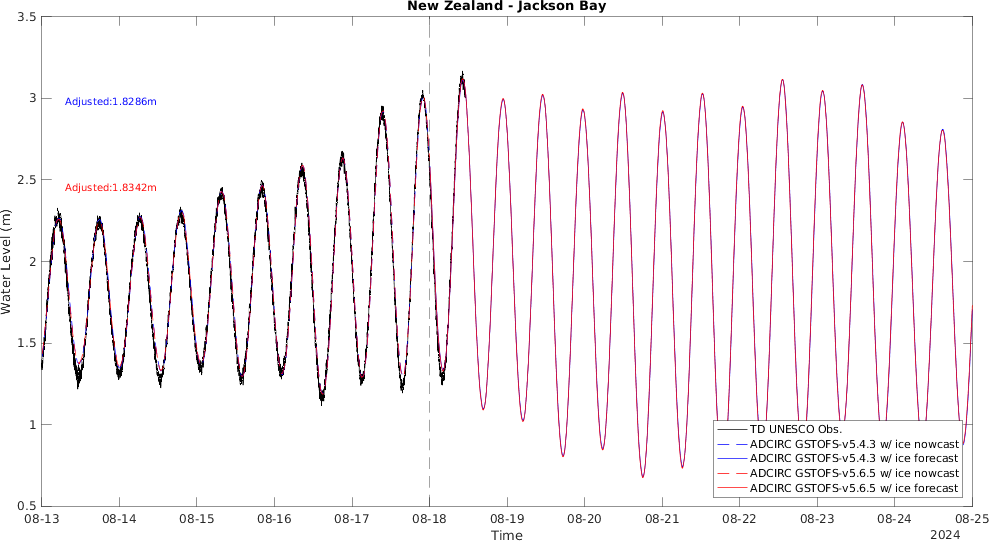 New Zealand - Jackson Bay
3.5
3
2.5
2
1.5
1
0.5
Water Level (m)
Adjusted:1.8286m
Adjusted:1.8342m
TD UNESCO Obs.
ADCIRC GSTOFS-v5.4.3 w/ ice nowcast
ADCIRC GSTOFS-v5.4.3 w/ ice forecast
ADCIRC GSTOFS-v5.6.5 w/ ice nowcast
ADCIRC GSTOFS-v5.6.5 w/ ice forecast
08-13 08-14 08-15 08-16 08-17 08-18 08-19 08-20 08-21 08-22 08-23 08-24 08-25
Time
2024